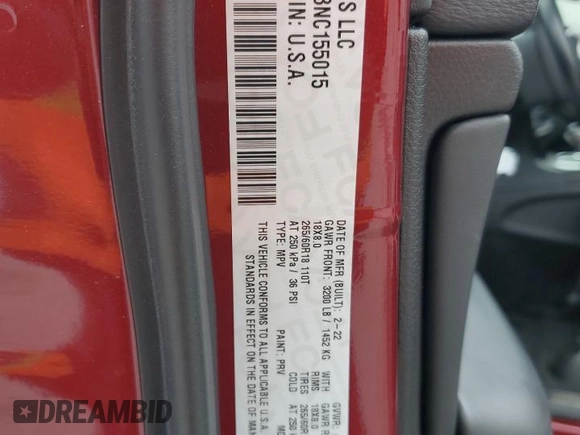 S LLC
IN: U.S.A.
BNC155015
DATE OF MFR (BUILT): 2-22
GVWR:
GAWR FRONT: 3200 LB / 1452 KG WITH
GAWR R
18X8.0 RIMS
18X8.0
265/60R18 110T TIRES
265/60R
AT 250 kPa / 36 PSI COLD
AT 250
TYPE: MPV PAINT: PRV
THIS VEHICLE CONFORMS TO ALL APPLICABLE U.S.A.
STANDARDS IN EFFECT ON THE DATE OF MAN
DREAMBID